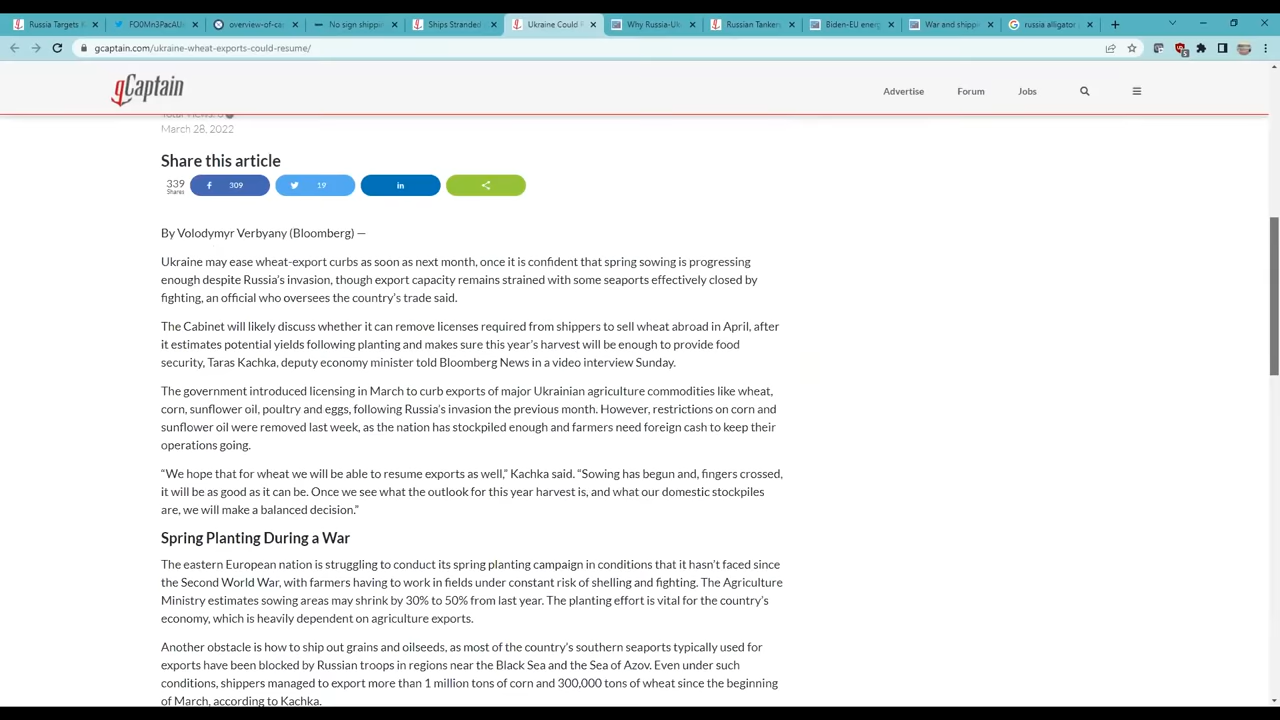 Russia Targets K
FO0Mn3PacAU
overview-of-ca
No sign shippin
Ships Stranded
Ukraine Could R
Why Russia-Uk
Russian Tanker
Biden-EU energ
War and shippi
russia alligator
gcaptain.com/ukraine-wheat-exports-could-resume/
gCaptain
Advertise
Forum
Jobs
March 28, 2022
Share this article
339
Shares
309
19
in
By Volodymyr Verbyany (Bloomberg) —
Ukraine may ease wheat-export curbs as soon as next month, once it is confident that spring sowing is progressing
enough despite Russia's invasion, though export capacity remains strained with some seaports effectively closed by
fighting, an official who oversees the country's trade said.
The Cabinet will likely discuss whether it can remove licenses required from shippers to sell wheat abroad in April, after
it estimates potential yields following planting and makes sure this year's harvest will be enough to provide food
security, Taras Kachka, deputy economy minister told Bloomberg News in a video interview Sunday.
The government introduced licensing in March to curb exports of major Ukrainian agriculture commodities like wheat,
corn, sunflower oil, poultry and eggs, following Russia's invasion the previous month. However, restrictions on corn and
sunflower oil were removed last week, as the nation has stockpiled enough and farmers need foreign cash to keep their
operations going.
"We hope that for wheat we will be able to resume exports as well," Kachka said. "Sowing has begun and, fingers crossed,
it will be as good as it can be. Once we see what the outlook for this year harvest is, and what our domestic stockpiles
are, we will make a balanced decision."
Spring Planting During a War
The eastern European nation is struggling to conduct its spring planting campaign in conditions that it hasn't faced since
the Second World War, with farmers having to work in fields under constant risk of shelling and fighting. The Agriculture
Ministry estimates sowing areas may shrink by 30% to 50% from last year. The planting effort is vital for the country's
economy, which is heavily dependent on agriculture exports.
Another obstacle is how to ship out grains and oilseeds, as most of the country's southern seaports typically used for
exports have been blocked by Russian troops in regions near the Black Sea and the Sea of Azov. Even under such
conditions, shippers managed to export more than 1 million tons of corn and 300,000 tons of wheat since the beginning
of March, according to Kachka.